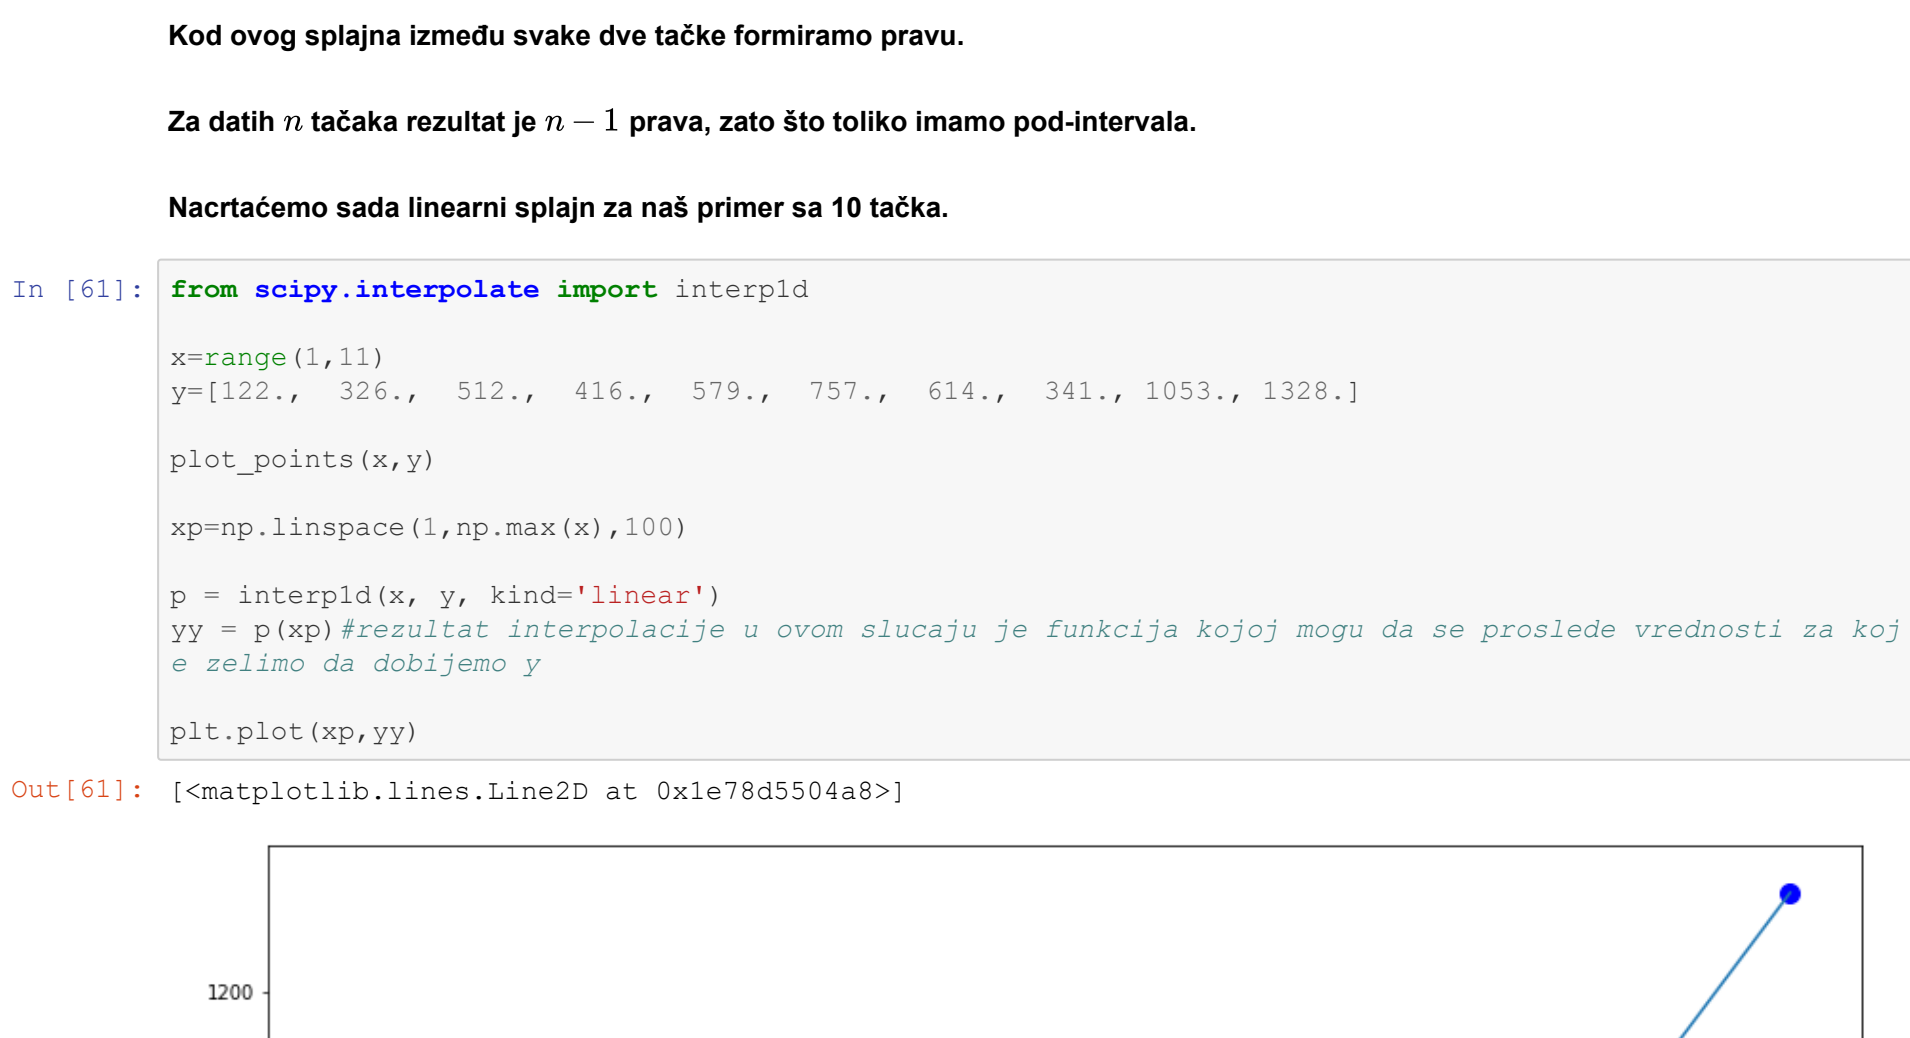 Kod ovog splajna između svake dve tačke formiramo pravu.
Za datih n tačaka rezultat je n − 1 prava, zato što toliko imamo pod-intervala.
Nacrtaćemo sada linearni splajn za naš primer sa 10 tačka.
In [61]: from scipy.interpolate import interp1d
x=range(1,11)
y=[122.,  326.,  512.,  416.,  579.,  757.,  614.,  341., 1053., 1328.]
plot_points(x,y)
xp=np.linspace(1,np.max(x),100)
p = interp1d(x, y, kind='linear')
yy = p(xp)#rezultat interpolacije u ovom slucaju je funkcija kojoj mogu da se proslede vrednosti za koj
e zelimo da dobijemo y
plt.plot(xp,yy)
Out[61]: [<matplotlib.lines.Line2D at 0x1e78d5504a8>]
1200